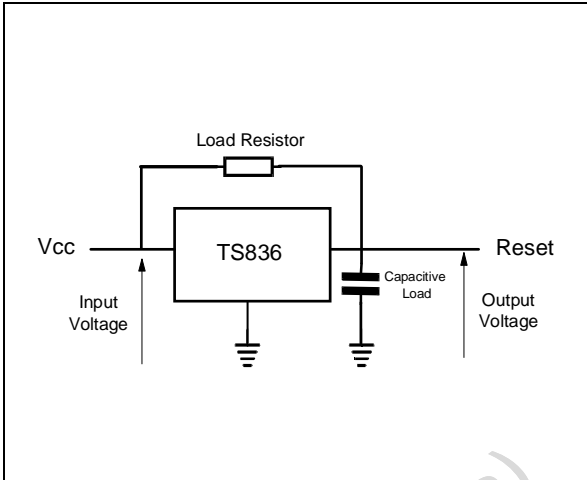 Load Resistor
Vcc
TS836
Reset
Input
Voltage
Capacitive
Load
Output
Voltage